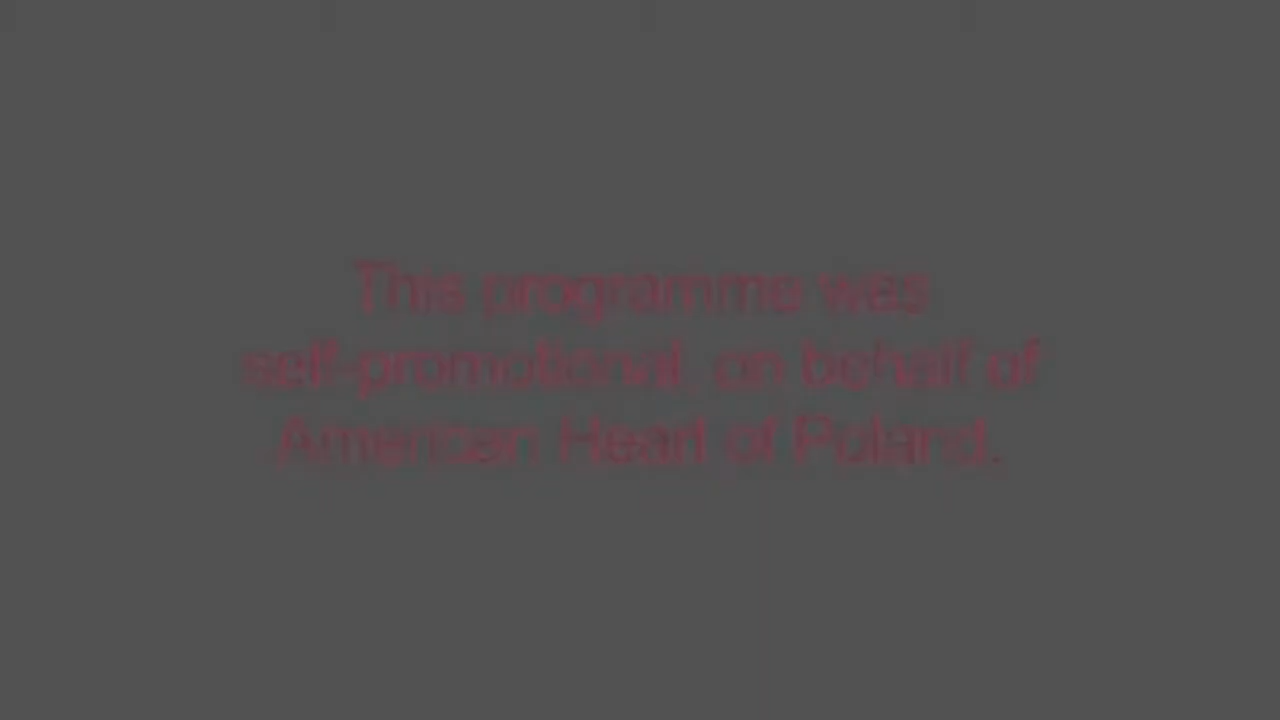 This programme was
self-promotional, on behalf of
American Heart of Poland.